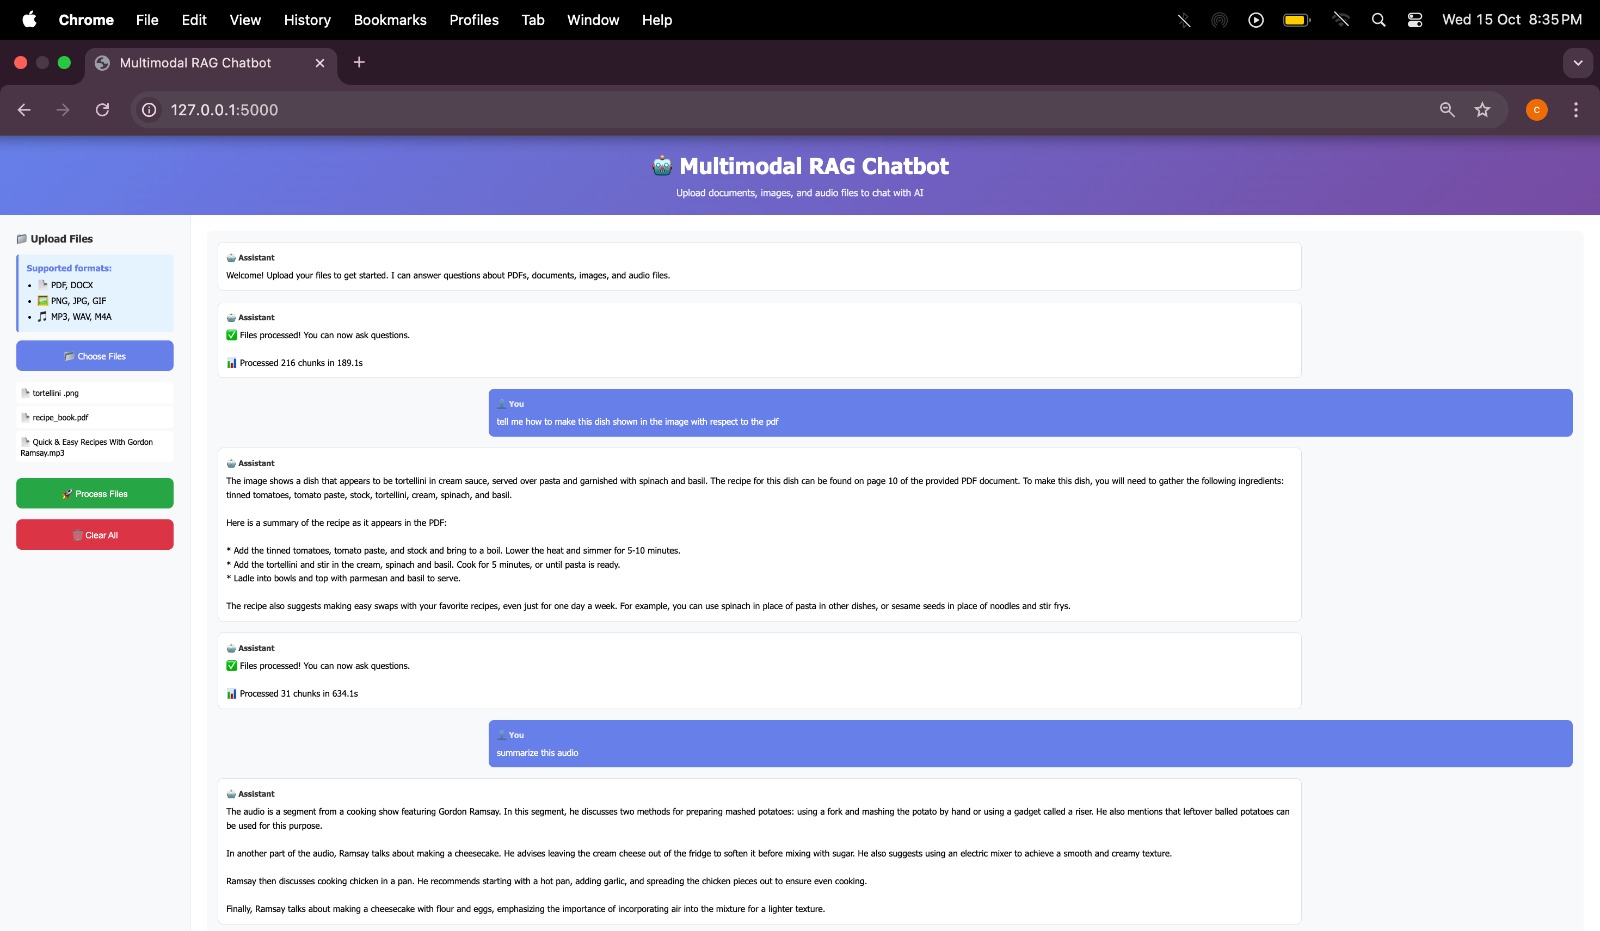 Chrome File Edit View History Bookmarks Profiles Tab Window Help Wed 15 Oct 8:35 PM
Multimodal RAG Chatbot
127.0.0.1:5000
C
Multimodal RAG Chatbot
Upload documents, images, and audio files to chat with AI
Upload Files
Supported formats:
• PDF, DOCX
• PNG, JPG, GIF
• MP3, WAV, M4A
Choose Files
tortellini .png
recipe_book.pdf
Quick & Easy Recipes With Gordon
Ramsay.mp3
Process Files
Clear All
Assistant
Welcome! Upload your files to get started. I can answer questions about PDFs, documents, images, and audio files.
Assistant
✅ Files processed! You can now ask questions.
📊 Processed 216 chunks in 189.1s
You
tell me how to make this dish shown in the image with respect to the pdf
Assistant
The image shows a dish that appears to be tortellini in cream sauce, served over pasta and garnished with spinach and basil. The recipe for this dish can be found on page 10 of the provided PDF document. To make this dish, you will need to gather the following ingredients:
tinned tomatoes, tomato paste, stock, tortellini, cream, spinach, and basil.
Here is a summary of the recipe as it appears in the PDF:
* Add the tinned tomatoes, tomato paste, and stock and bring to a boil. Lower the heat and simmer for 5-10 minutes.
* Add the tortellini and stir in the cream, spinach and basil. Cook for 5 minutes, or until pasta is ready.
* Ladle into bowls and top with parmesan and basil to serve.
The recipe also suggests making easy swaps with your favorite recipes, even just for one day a week. For example, you can use spinach in place of pasta in other dishes, or sesame seeds in place of noodles and stir frys.
Assistant
✅ Files processed! You can now ask questions.
📊 Processed 31 chunks in 634.1s
You
summarize this audio
Assistant
The audio is a segment from a cooking show featuring Gordon Ramsay. In this segment, he discusses two methods for preparing mashed potatoes: using a fork and mashing the potato by hand or using a gadget called a riser. He also mentions that leftover balled potatoes can
be used for this purpose.
In another part of the audio, Ramsay talks about making a cheesecake. He advises leaving the cream cheese out of the fridge to soften it before mixing with sugar. He also suggests using an electric mixer to achieve a smooth and creamy texture.
Ramsay then discusses cooking chicken in a pan. He recommends starting with a hot pan, adding garlic, and spreading the chicken pieces out to ensure even cooking.
Finally, Ramsay talks about making a cheesecake with flour and eggs, emphasizing the importance of incorporating air into the mixture for a lighter texture.